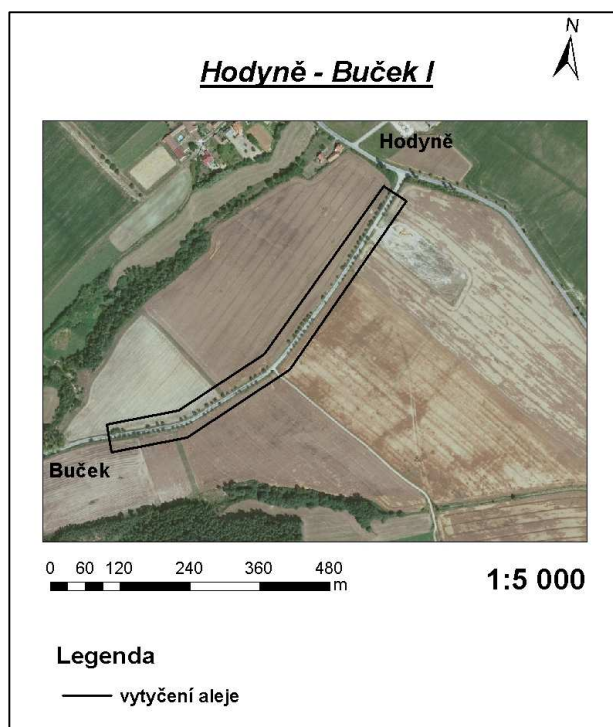 N
Hodyně - Buček I
Hodyně
Buček
0 60 120 240 360 480
m
1:5 000
Legenda
vytyčení aleje